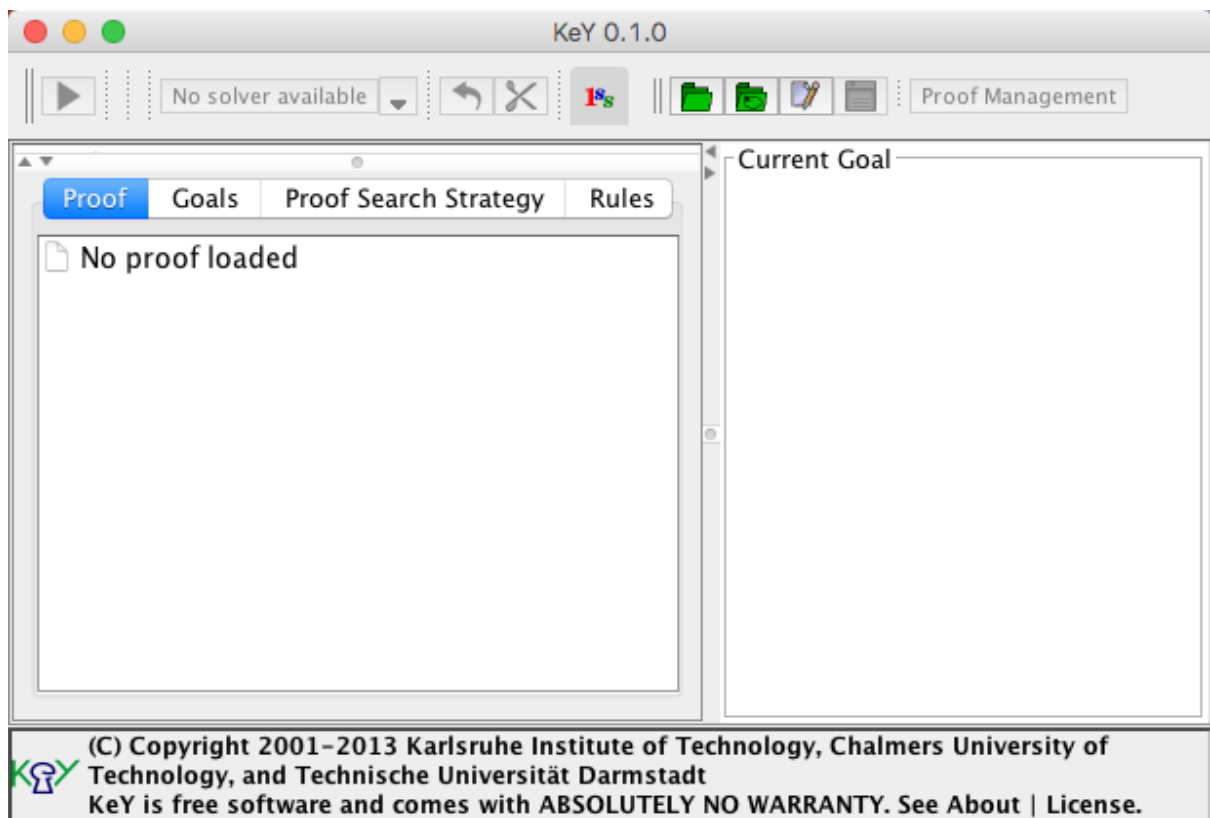 KeY 0.1.0
No solver available
1ss
Proof Management
Proof Goals Proof Search Strategy Rules
No proof loaded
Current Goal
KeY
(C) Copyright 2001-2013 Karlsruhe Institute of Technology, Chalmers University of
Technology, and Technische Universität Darmstadt
KeY is free software and comes with ABSOLUTELY NO WARRANTY. See About | License.